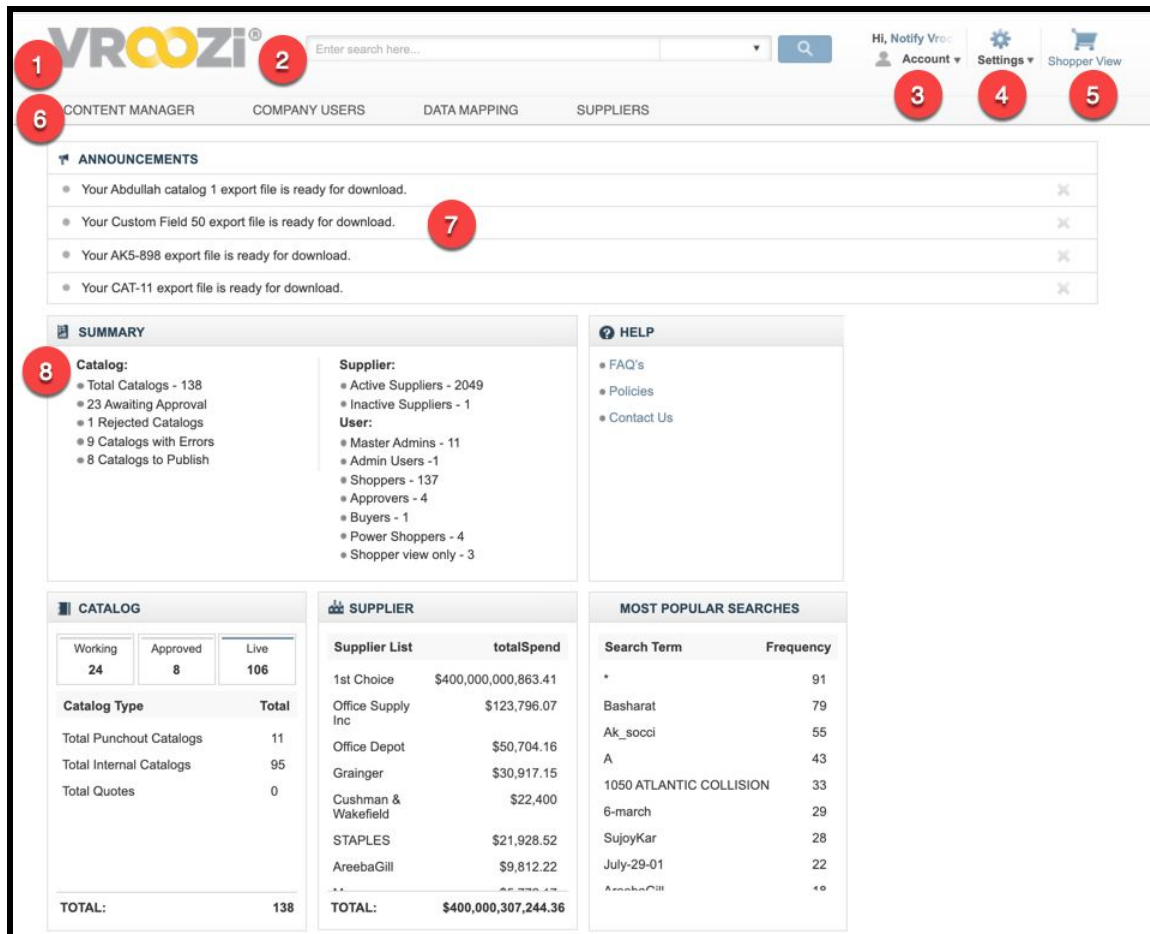 VROOZI®
Enter search here...
Hi, Notify Vroo
Account
Settings
Shopper View
1
2
3
4
5
6
CONTENT MANAGER COMPANY USERS DATA MAPPING SUPPLIERS
ANNOUNCEMENTS
Your Abdullah catalog 1 export file is ready for download.
Your Custom Field 50 export file is ready for download.
7
Your AK5-898 export file is ready for download.
Your CAT-11 export file is ready for download.
SUMMARY
8
Catalog:
Total Catalogs - 138
23 Awaiting Approval
1 Rejected Catalogs
9 Catalogs with Errors
8 Catalogs to Publish
Supplier:
Active Suppliers - 2049
Inactive Suppliers - 1
User:
Master Admins - 11
Admin Users -1
Shoppers - 137
Approvers - 4
Buyers - 1
Power Shoppers - 4
Shopper view only - 3
HELP
FAQ's
Policies
Contact Us
CATALOG
Working Approved Live
24 8 106
Catalog Type Total
Total Punchout Catalogs 11
Total Internal Catalogs 95
Total Quotes 0
TOTAL: 138
SUPPLIER
Supplier List totalSpend
1st Choice $400,000,000,863.41
Office Supply $123,796.07
Inc
Office Depot $50,704.16
Grainger $30,917.15
Cushman & $22,400
Wakefield
STAPLES $21,928.52
AreebaGill $9,812.22
TOTAL: $400,000,307,244.36
MOST POPULAR SEARCHES
Search Term Frequency
* 91
Basharat 79
Ak_socci 55
A 43
1050 ATLANTIC COLLISION 33
6-march 29
SujoyKar 28
July-29-01 22
AreebaGill 18